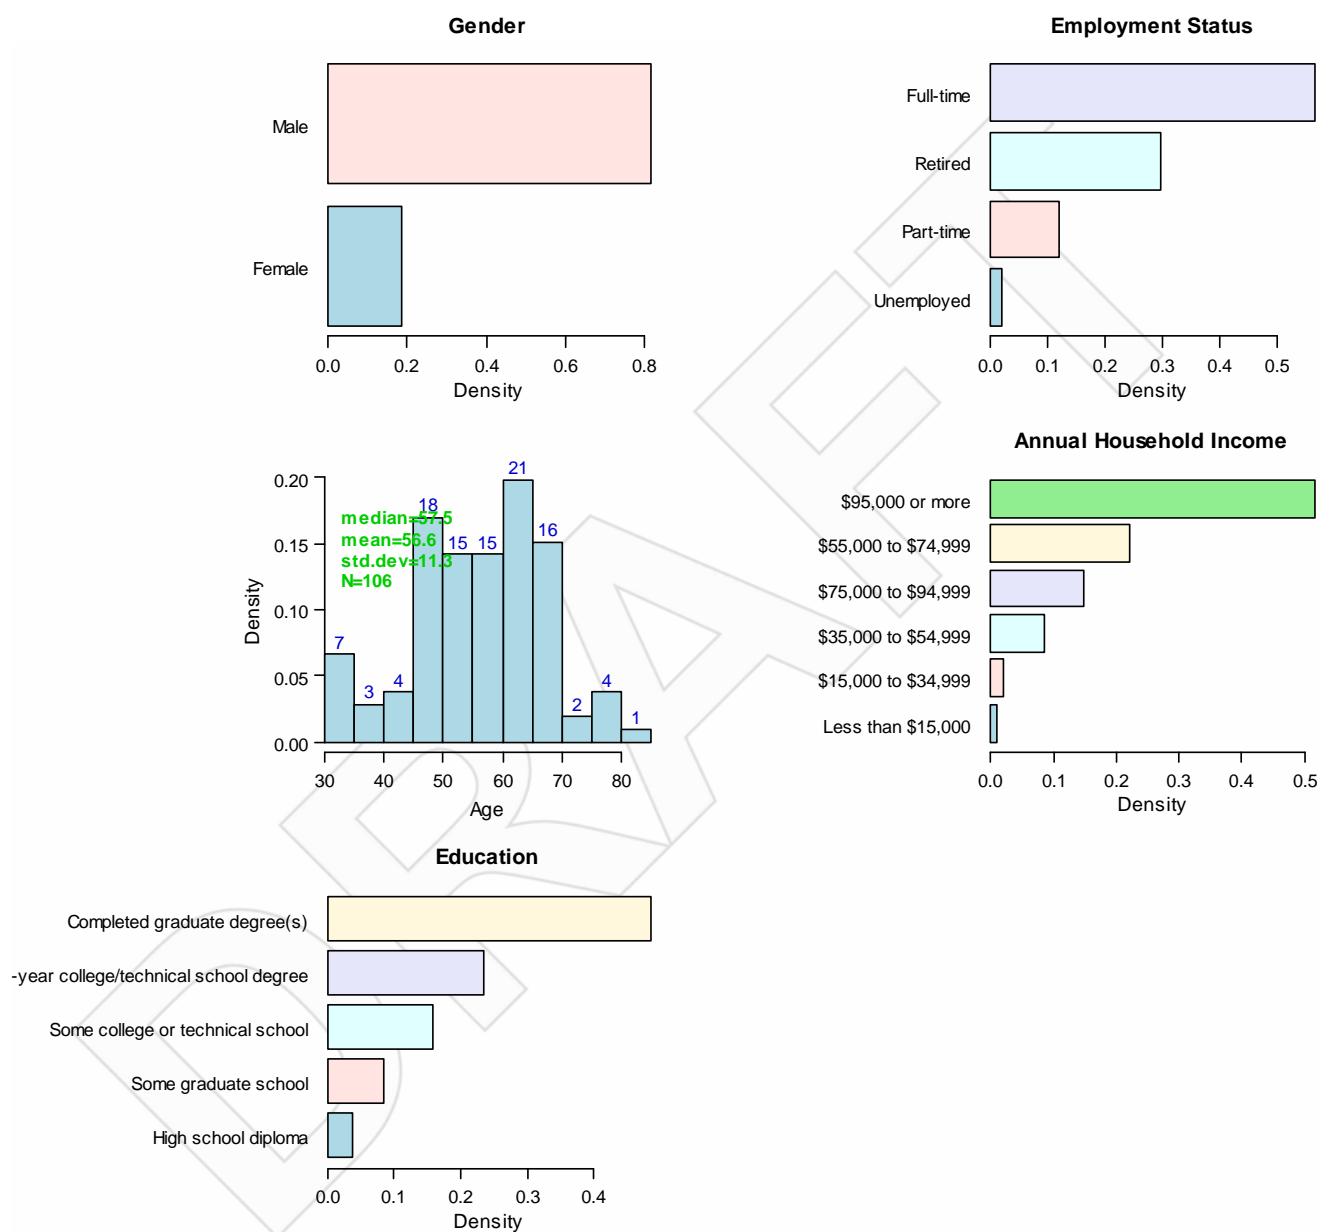 Gender
Male
Female
0.0 0.2 0.4 0.6 0.8
Density
Employment Status
Full-time
Retired
Part-time
Unemployed
0.0 0.1 0.2 0.3 0.4 0.5
Density
0.20
0.15
0.10
0.05
0.00
Density
7 3 4 18 15 15 21 16 2 4 1
median=57.5
mean=56.6
std.dev=11.3
N=106
30 40 50 60 70 80
Age
Annual Household Income
$95,000 or more
$55,000 to $74,999
$75,000 to $94,999
$35,000 to $54,999
$15,000 to $34,999
Less than $15,000
0.0 0.1 0.2 0.3 0.4 0.5
Density
Education
Completed graduate degree(s)
-year college/technical school degree
Some college or technical school
Some graduate school
High school diploma
0.0 0.1 0.2 0.3 0.4
Density
DRAFT